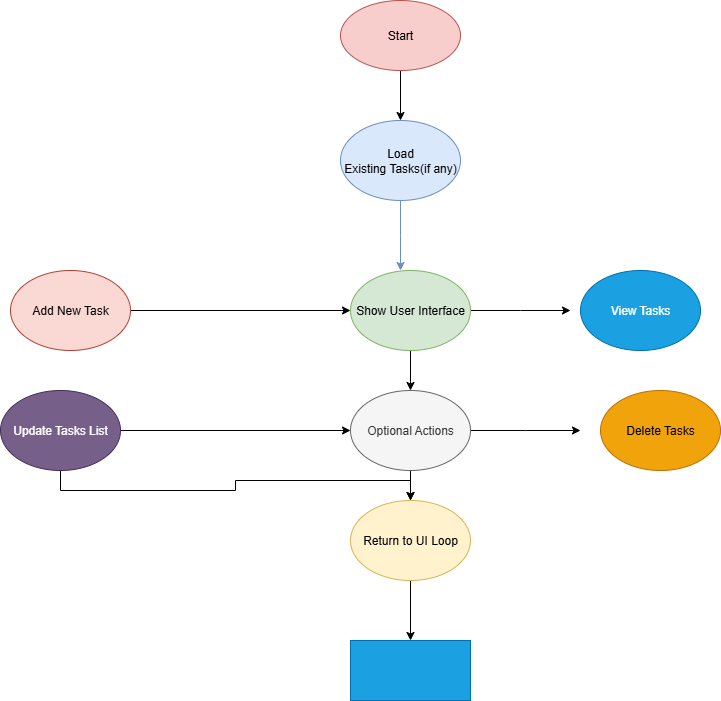 Start
Load
Existing Tasks(if any)
Add New Task
Show User Interface
View Tasks
Update Tasks List
Optional Actions
Delete Tasks
Return to UI Loop